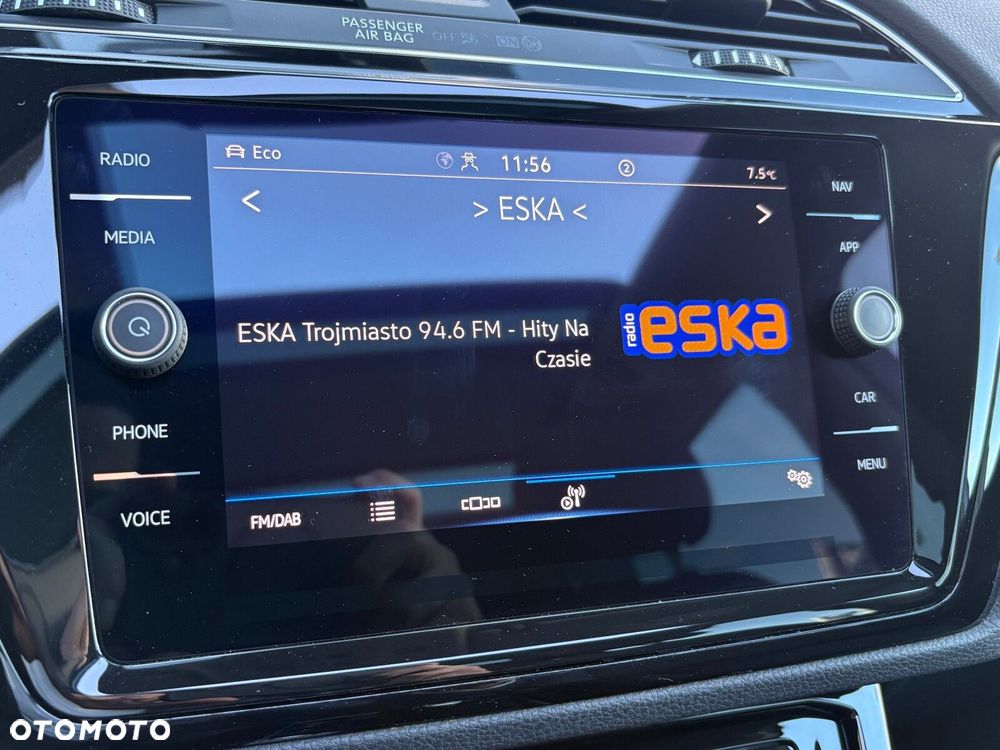 PASSENGER
AIR BAG OFF ON
RADIO
MEDIA
PHONE
VOICE
Eco
11:56
2
7.5°C
< > ESKA < >
ESKA Trojmiasto 94.6 FM - Hity Na
Czasie
radio eska
FM/DAB
NAV
APP
CAR
MENU
OTOMOTO